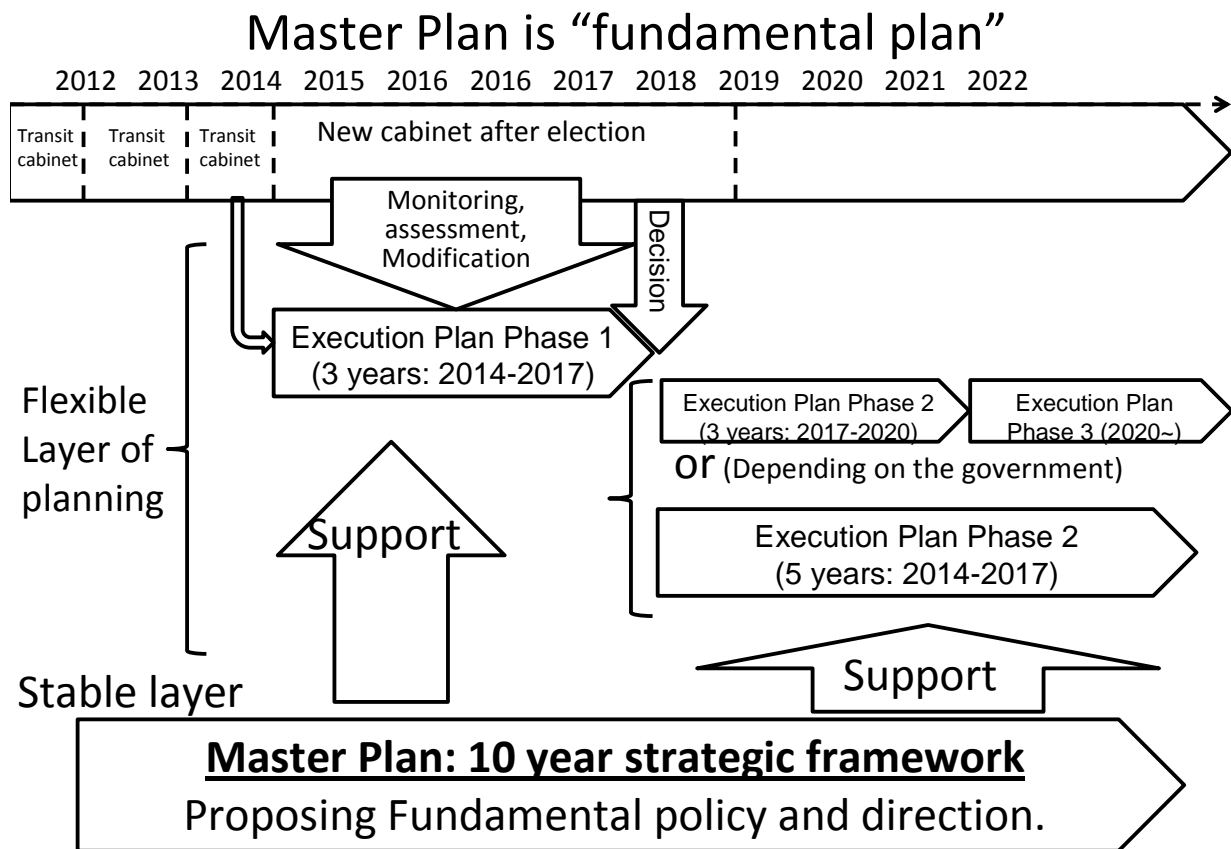 Master Plan is “fundamental plan”
2012 2013 2014 2015 2016 2016 2017 2018 2019 2020 2021 2022
Transit
cabinet
Transit
cabinet
Transit
cabinet
New cabinet after election
Monitoring,
assessment,
Modification
Decision
Execution Plan Phase 1
(3 years: 2014-2017)
Flexible
Layer of
planning
Execution Plan Phase 2
(3 years: 2017-2020)
Execution Plan
Phase 3 (2020~)
or (Depending on the government)
Execution Plan Phase 2
(5 years: 2014-2017)
Support
Support
Stable layer
Master Plan: 10 year strategic framework
Proposing Fundamental policy and direction.